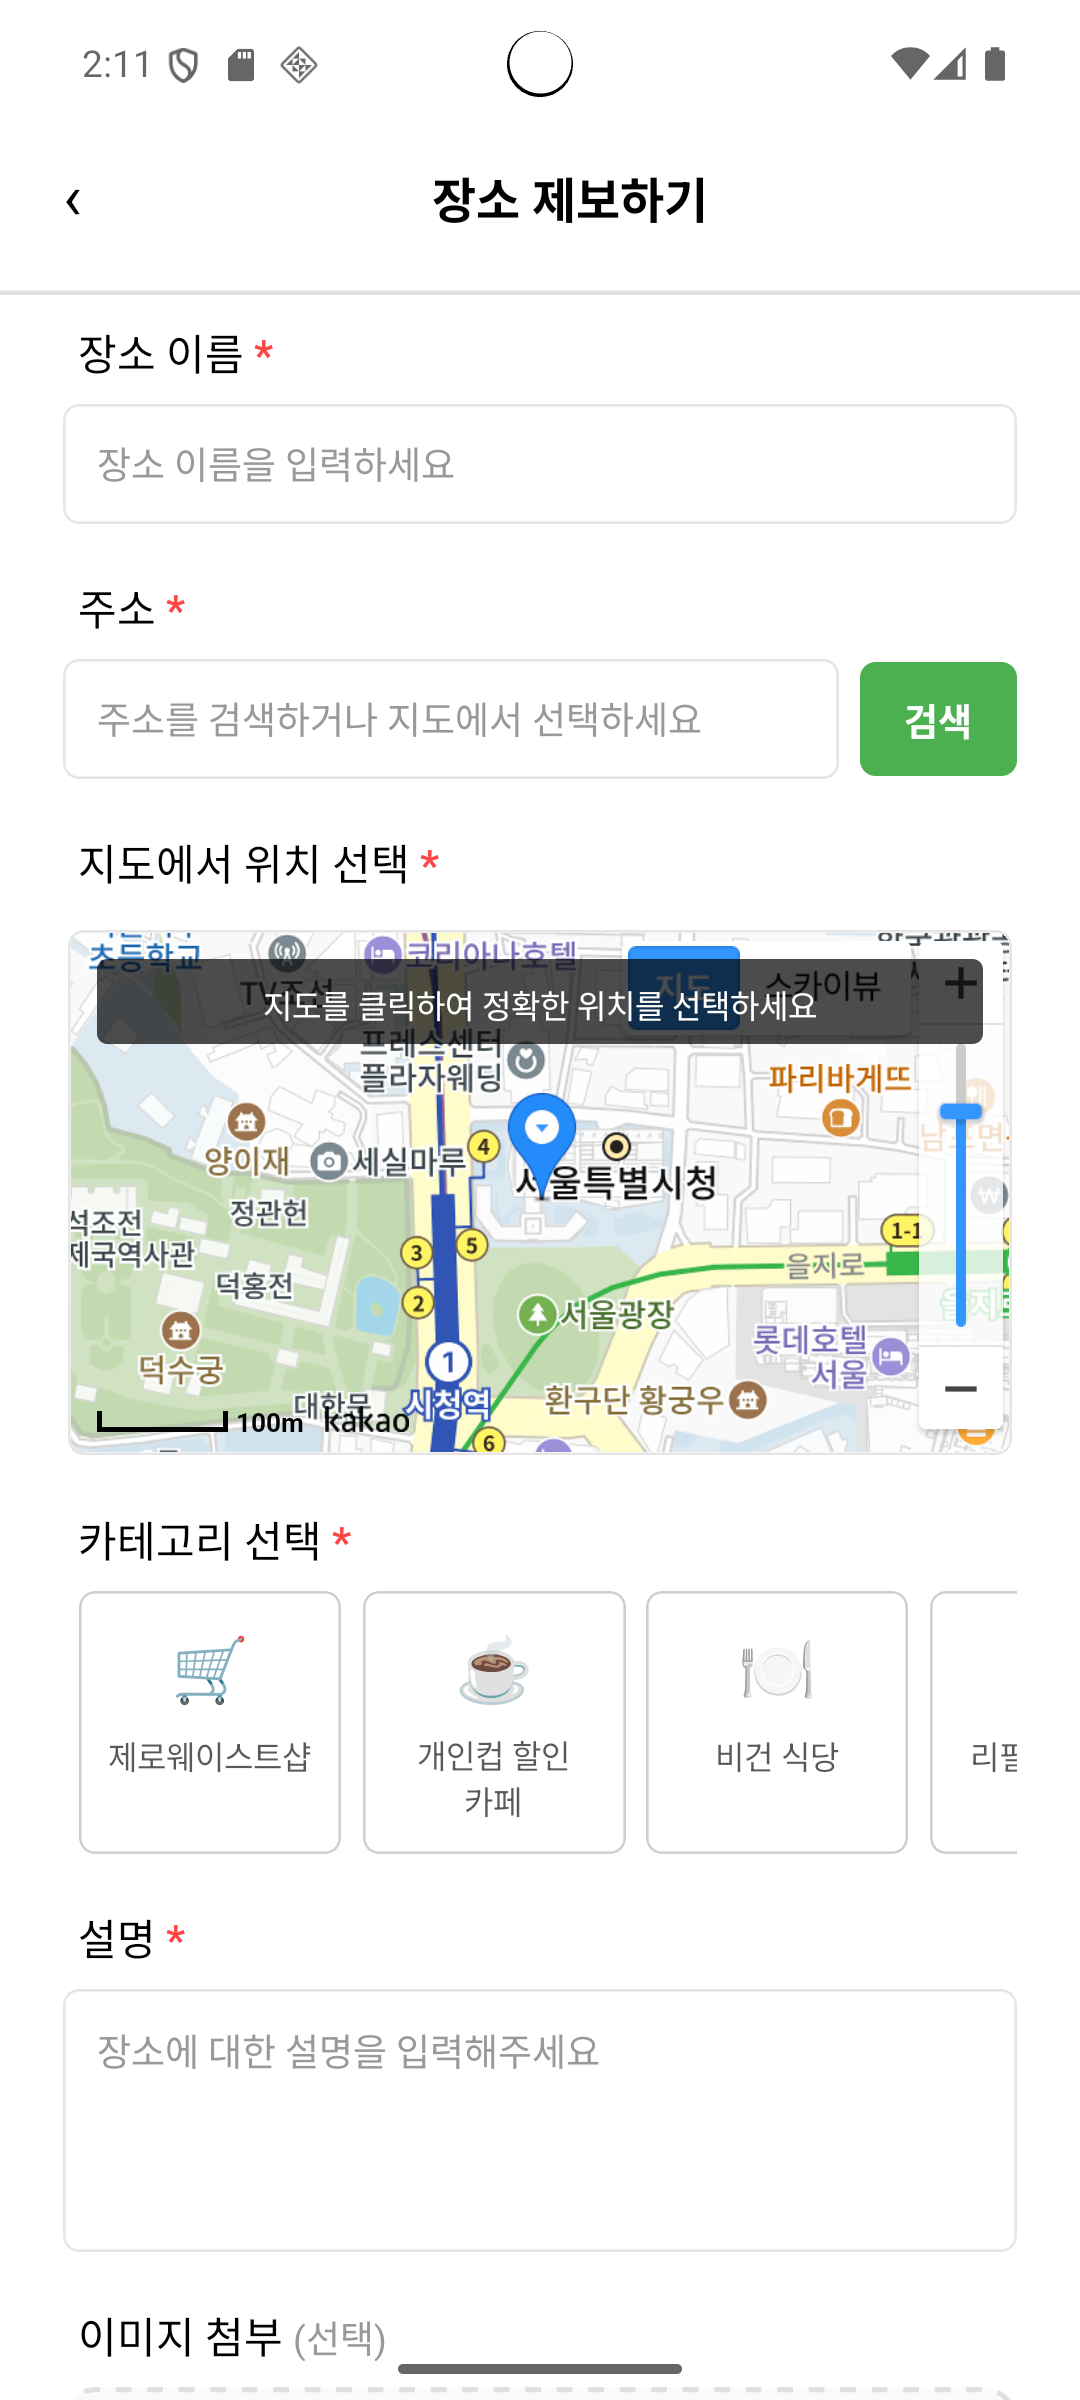 2:11
‹
장소 제보하기
장소 이름 *
장소 이름을 입력하세요
주소 *
주소를 검색하거나 지도에서 선택하세요
검색
지도에서 위치 선택 *
초등학교
코리아나호텔
TV조선
지도
스카이뷰
+
지도를 클릭하여 정확한 위치를 선택하세요
프레스센터
플라자웨딩
파리바게뜨
양이재
세실마루
4
서울특별시청
정관헌
석조전
제국역사관
3
5
1-1
을지로
덕홍전
2
서울광장
롯데호텔
서울
덕수궁
1
시청역
대한문
환구단 황궁우
−
100m
kakao
6
카테고리 선택 *
제로웨이스트샵
개인컵 할인
카페
비건 식당
리필
설명 *
장소에 대한 설명을 입력해주세요
이미지 첨부 (선택)